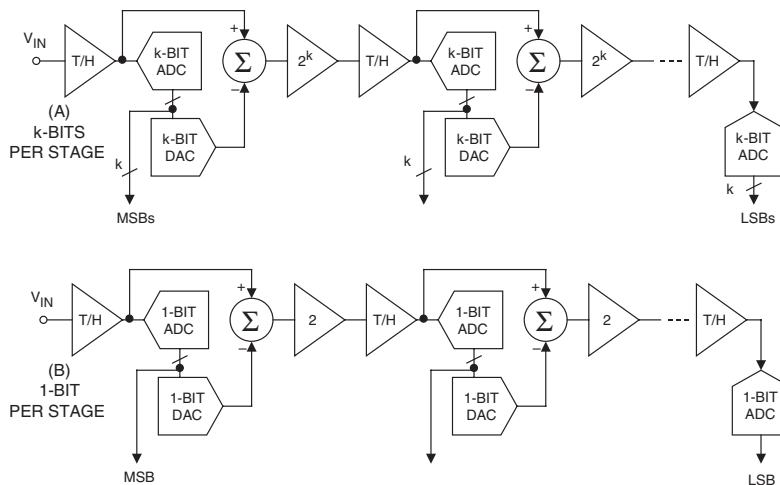 V_IN
T/H
k-BIT
ADC
+
Σ
–
2^k
T/H
k-BIT
ADC
+
Σ
–
2^k
T/H
(A)
k-BITS
PER STAGE
k-BIT
DAC
k
MSBs
k-BIT
DAC
k
k-BIT
ADC
k
LSBs
V_IN
T/H
1-BIT
ADC
+
Σ
–
2
T/H
1-BIT
ADC
+
Σ
–
2
T/H
(B)
1-BIT
PER STAGE
1-BIT
DAC
MSB
1-BIT
DAC
1-BIT
ADC
LSB